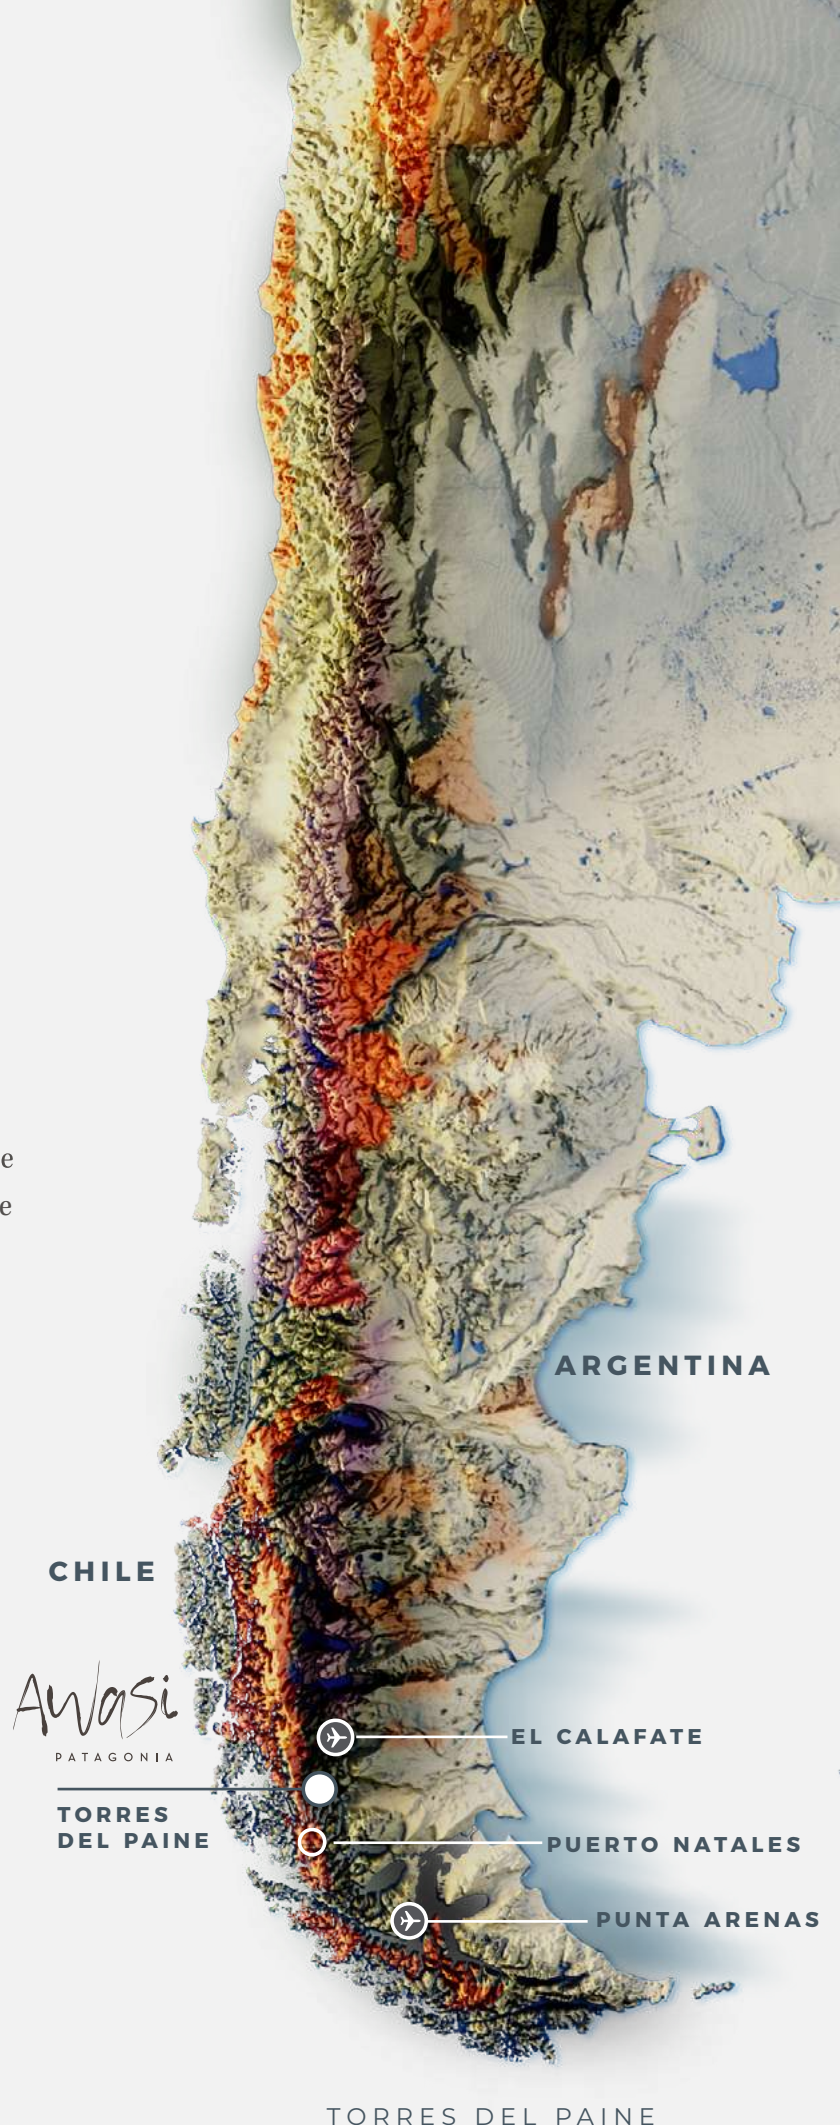 e
e
ARGENTINA
CHILE
AWasi
PATAGONIA
EL CALAFATE
TORRES
DEL PAINE
PUERTO NATALES
PUNTA ARENAS
TORRES DEL PAINE